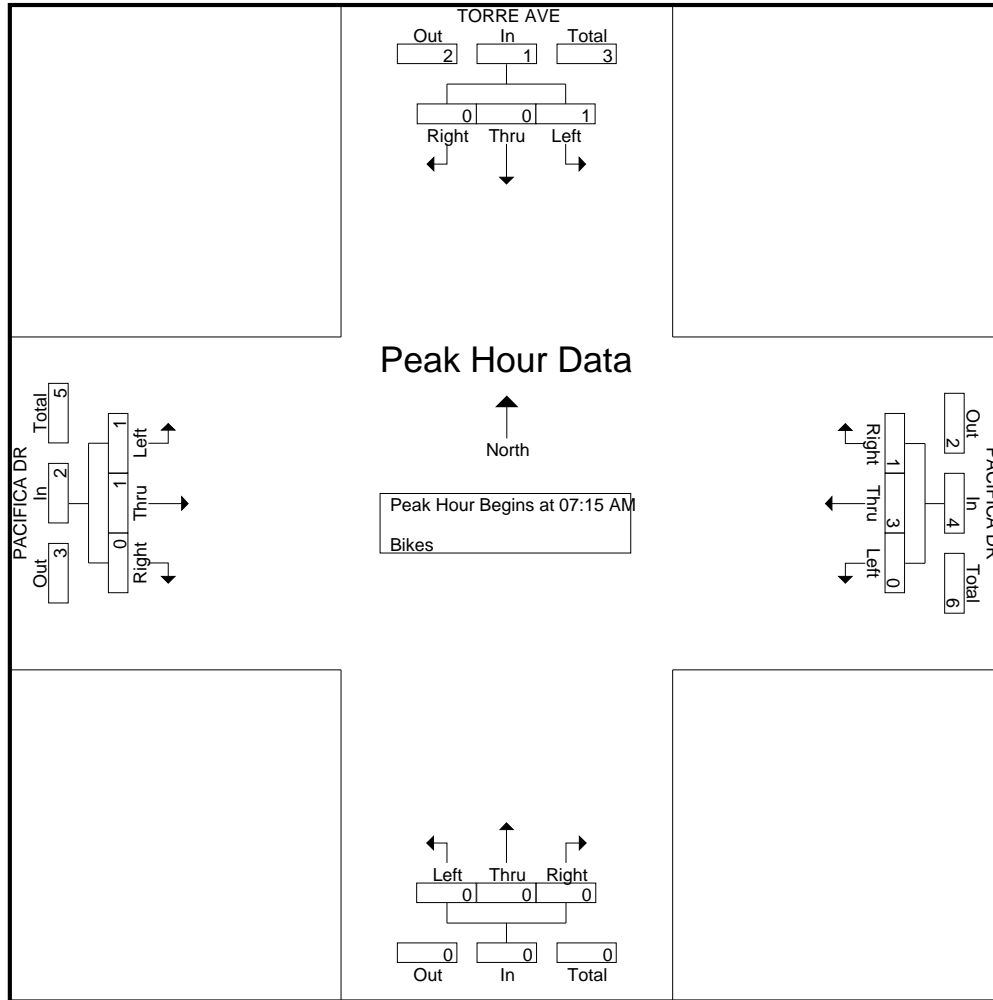 TORRE AVE
Out In Total
2 1 3
0 0 1
Right Thru Left
Peak Hour Data
North
Peak Hour Begins at 07:15 AM
Bikes
PACIFICA DR
Total In Out
5 2 3
1 1 0
Left Thru Right
PACIFICA DR
Out In Total
2 4 6
1 3 0
Right Thru Left
Left Thru Right
0 0 0
0 0 0
Out In Total